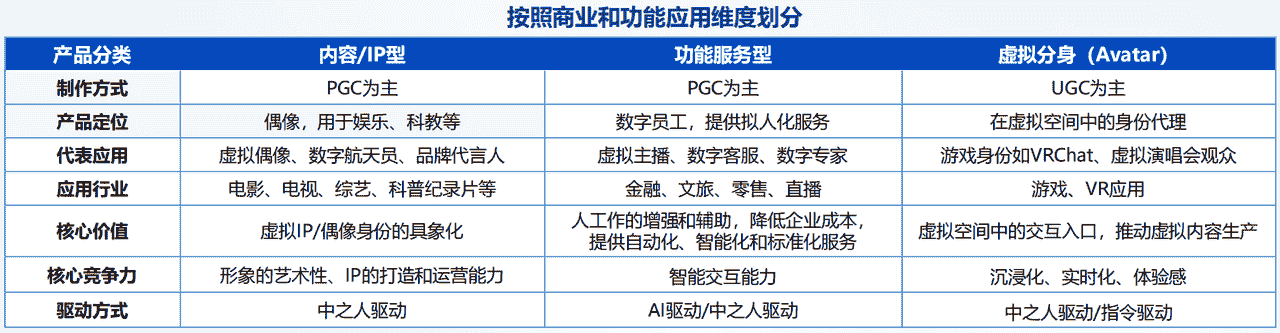 按照商业和功能应用维度划分
产品分类 内容/IP型 功能服务型 虚拟分身（Avatar）
制作方式 PGC为主 PGC为主 UGC为主
产品定位 偶像，用于娱乐、科教等 数字员工，提供拟人化服务 在虚拟空间中的身份代理
代表应用 虚拟偶像、数字航天员、品牌代言人 虚拟主播、数字客服、数字专家 游戏身份如VRChat、虚拟演唱会观众
应用行业 电影、电视、综艺、科普纪录片等 金融、文旅、零售、直播 游戏、VR应用
核心价值 虚拟IP/偶像身份的具象化 人工作的增强和辅助，降低企业成本，
提供自动化、智能化和标准化服务 虚拟空间中的交互入口，推动虚拟内容生产
核心竞争力 形象的艺术性、IP的打造和运营能力 智能交互能力 沉浸化、实时化、体验感
驱动方式 中之人驱动 AI驱动/中之人驱动 中之人驱动/指令驱动